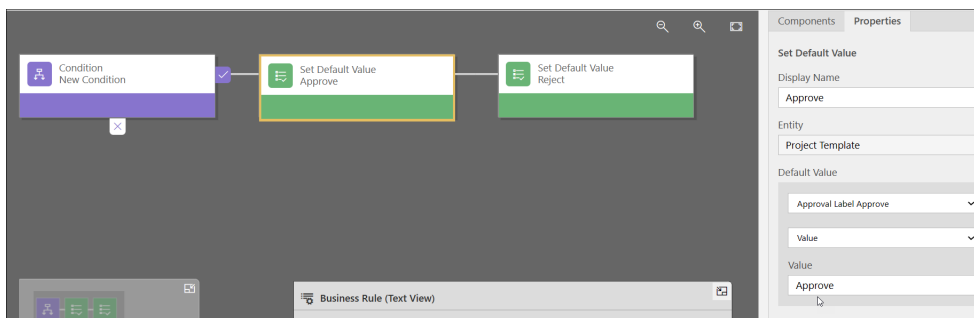 Components Properties
Condition
New Condition
Set Default Value
Approve
Set Default Value
Reject
Set Default Value
Display Name
Approve
Entity
Project Template
Default Value
Approval Label Approve
Value
Value
Approve
Business Rule (Text View)